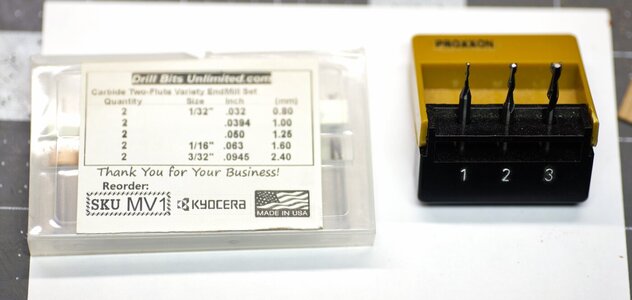 Drill Bits Unlimited.com
Carbide Two-Flute Variety EndMill Set
Quantity Size Inch (mm)
2 1/32" .032 0.80
2 .0394 1.00
2 .050 1.25
2 1/16" .063 1.60
2 3/32" .0945 2.40
Thank You for Your Business!
Reorder:
SKU MV1 KYOCERA MADE IN USA
PROXXON
1 2 3